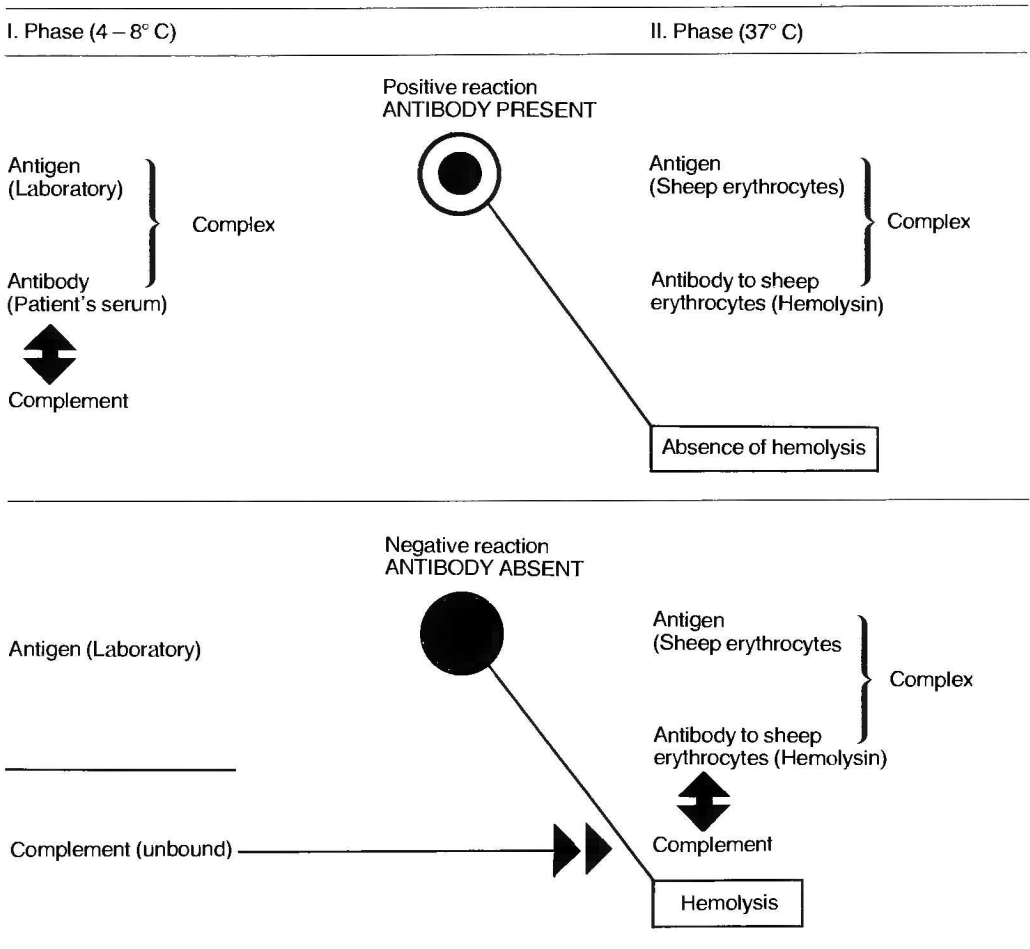 I. Phase (4 – 8° C)
II. Phase (37° C)
Positive reaction
ANTIBODY PRESENT
Antigen
(Laboratory)
Complex
Antibody
(Patient's serum)
Complement
Antigen
(Sheep erythrocytes)
Complex
Antibody to sheep
erythrocytes (Hemolysin)
Absence of hemolysis
Negative reaction
ANTIBODY ABSENT
Antigen (Laboratory)
Complement (unbound)
Antigen
(Sheep erythrocytes
Complex
Antibody to sheep
erythrocytes (Hemolysin)
Complement
Hemolysis